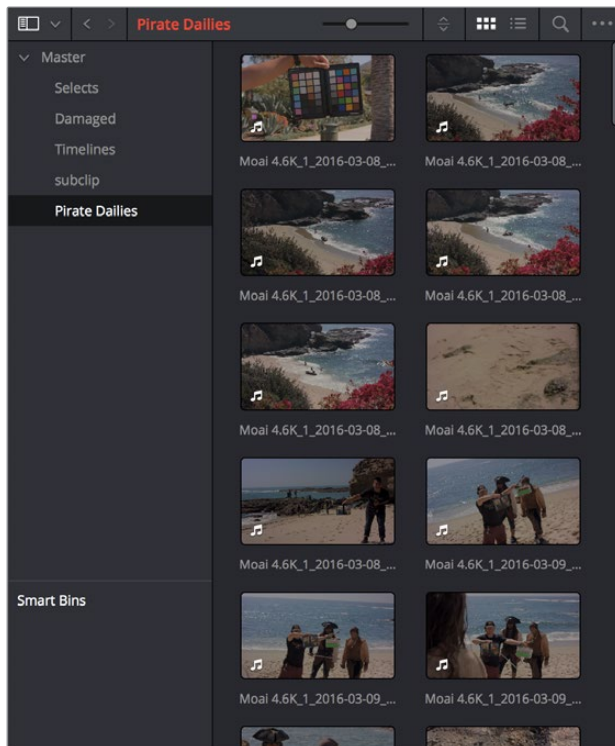 Pirate Dailies
Master
Selects
Damaged
Timelines
subclip
Pirate Dailies
Smart Bins
Moai 4.6K_1_2016-03-08_...
Moai 4.6K_1_2016-03-08_...
Moai 4.6K_1_2016-03-08_...
Moai 4.6K_1_2016-03-08_...
Moai 4.6K_1_2016-03-08_...
Moai 4.6K_1_2016-03-08_...
Moai 4.6K_1_2016-03-08_...
Moai 4.6K_1_2016-03-09_...
Moai 4.6K_1_2016-03-09_...
Moai 4.6K_1_2016-03-09_...